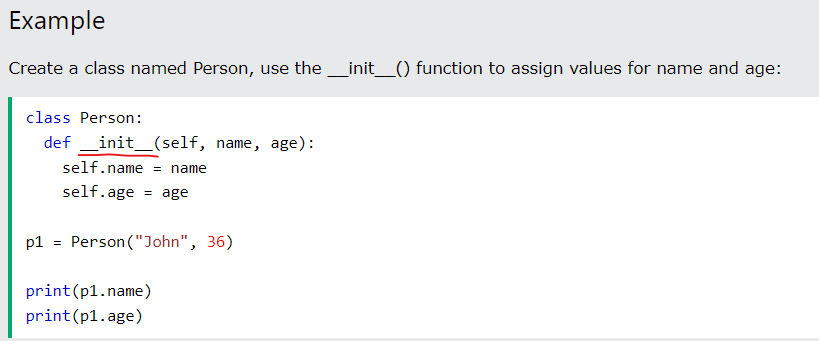 Example
Create a class named Person, use the __init__() function to assign values for name and age:
class Person:
  def __init__(self, name, age):
    self.name = name
    self.age = age
p1 = Person("John", 36)
print(p1.name)
print(p1.age)